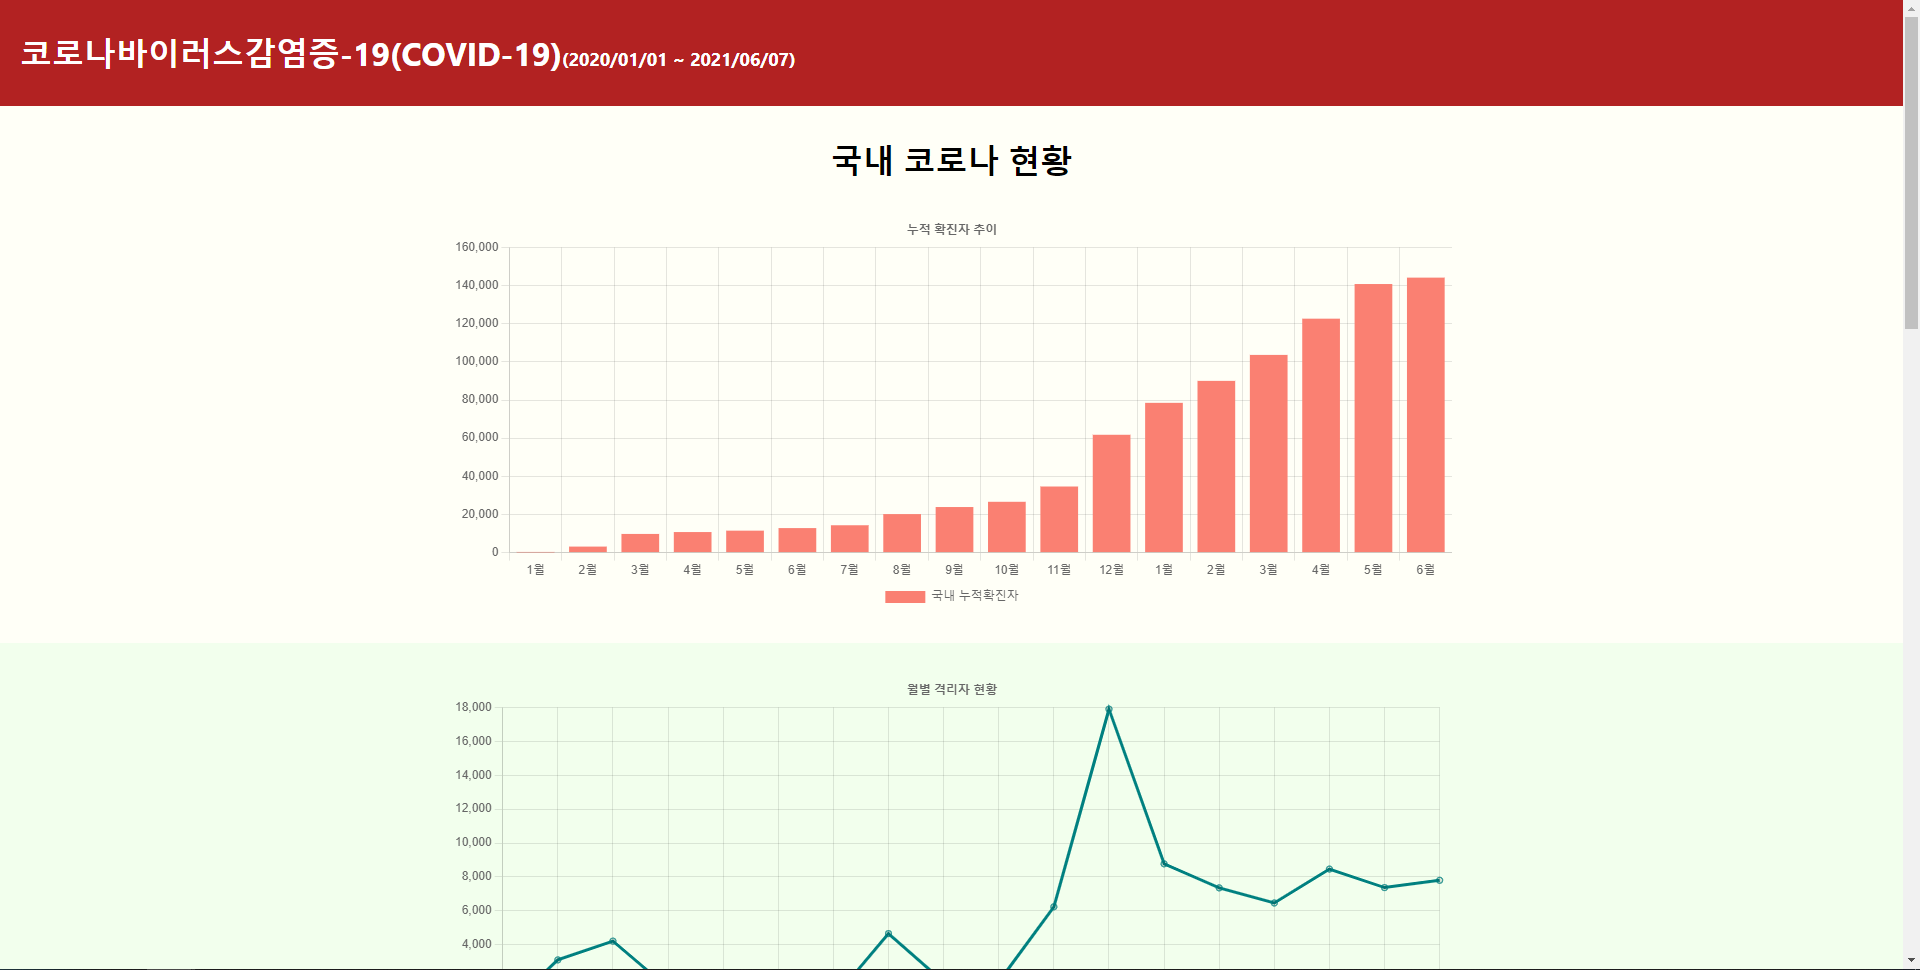 코로나바이러스감염증-19(COVID-19)(2020/01/01 ~ 2021/06/07)
국내 코로나 현황
누적 확진자 추이
160,000
140,000
120,000
100,000
80,000
60,000
40,000
20,000
0
1월 2월 3월 4월 5월 6월 7월 8월 9월 10월 11월 12월 1월 2월 3월 4월 5월 6월
국내 누적확진자
월별 격리자 현황
18,000
16,000
14,000
12,000
10,000
8,000
6,000
4,000